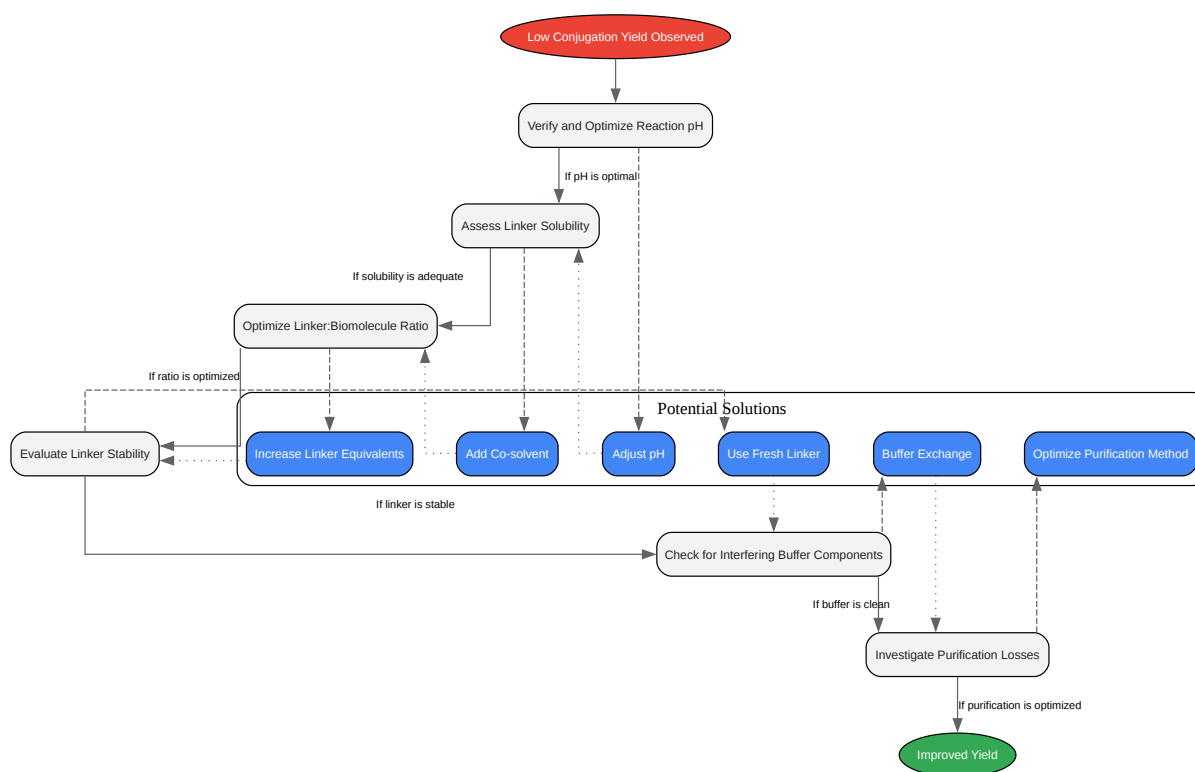 Low Conjugation Yield Observed
Verify and Optimize Reaction pH
If pH is optimal
Assess Linker Solubility
If solubility is adequate
Optimize Linker:Biomolecule Ratio
If ratio is optimized
Potential Solutions
Evaluate Linker Stability
Increase Linker Equivalents
Add Co-solvent
Adjust pH
Use Fresh Linker
Buffer Exchange
Optimize Purification Method
If linker is stable
Check for Interfering Buffer Components
If buffer is clean
Investigate Purification Losses
If purification is optimized
Improved Yield